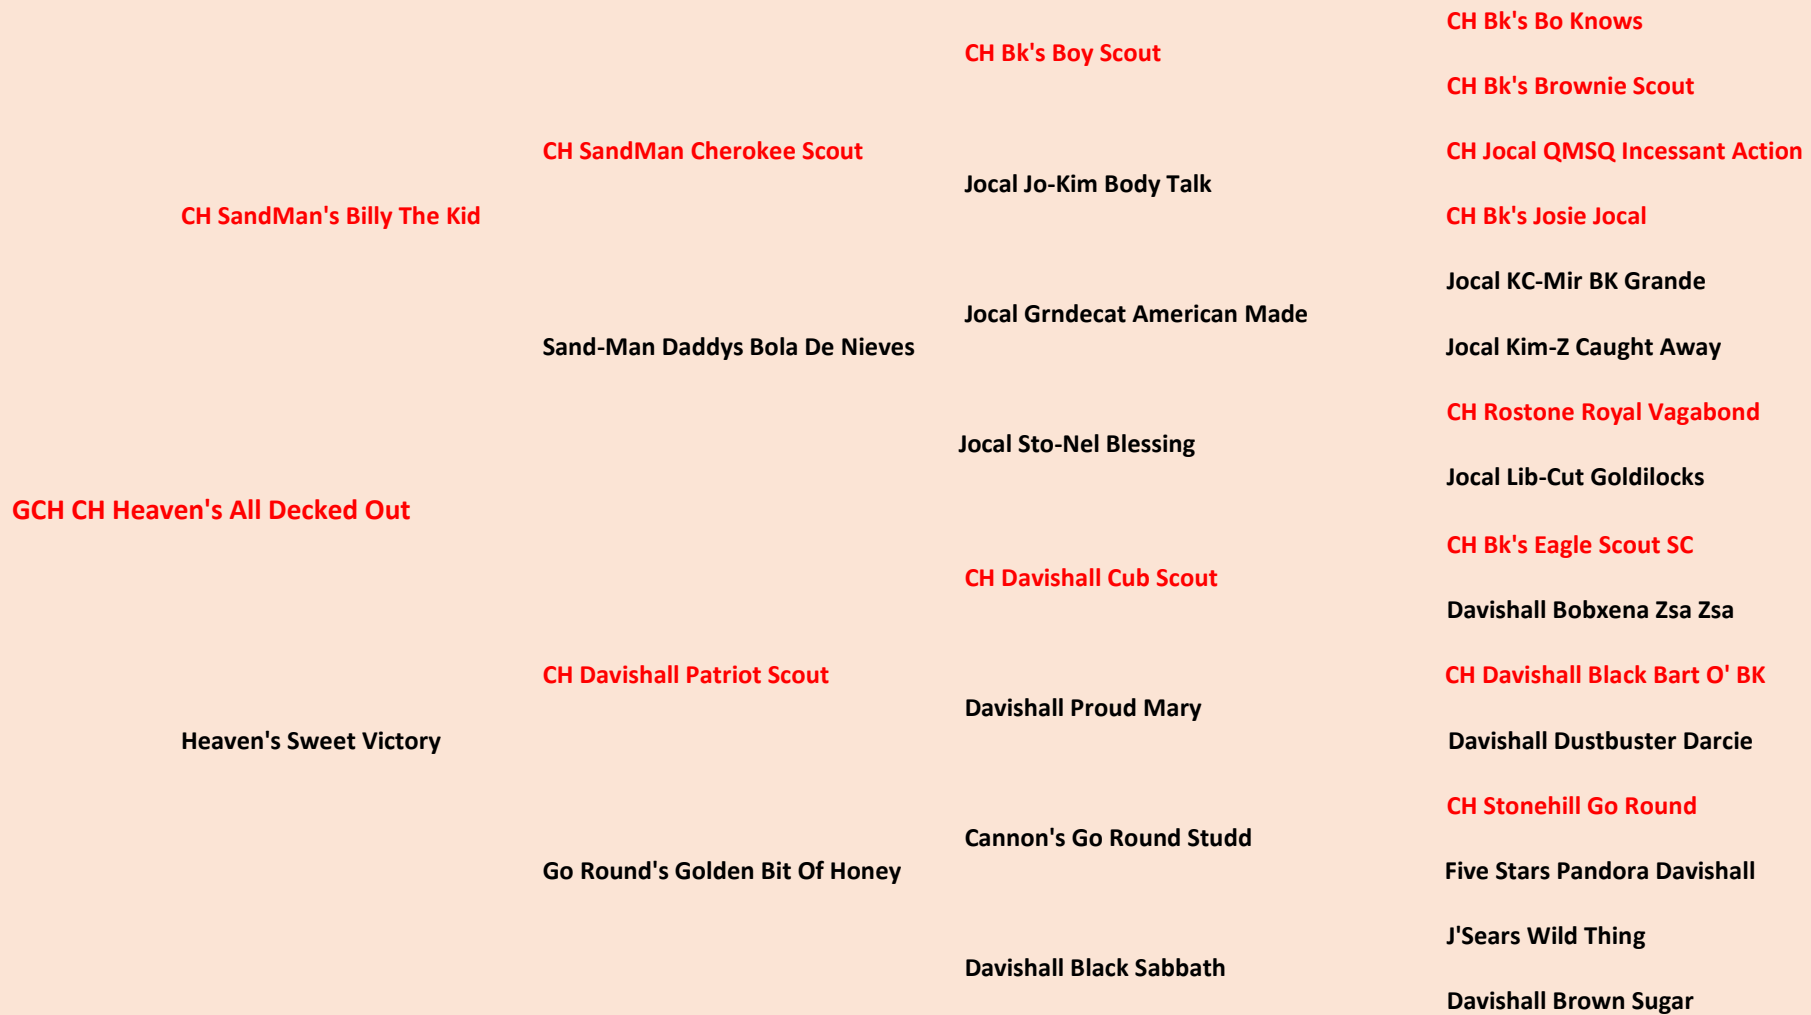 CH Bk's Bo Knows
CH Bk's Boy Scout
CH Bk's Brownie Scout
CH SandMan Cherokee Scout
CH Jocal QMSQ Incessant Action
Jocal Jo-Kim Body Talk
CH SandMan's Billy The Kid
CH Bk's Josie Jocal
Jocal KC-Mir BK Grande
Jocal Grndecat American Made
Sand-Man Daddys Bola De Nieves
Jocal Kim-Z Caught Away
CH Rostone Royal Vagabond
Jocal Sto-Nel Blessing
Jocal Lib-Cut Goldilocks
GCH CH Heaven's All Decked Out
CH Bk's Eagle Scout SC
CH Davishall Cub Scout
Davishall Bobxena Zsa Zsa
CH Davishall Patriot Scout
CH Davishall Black Bart O' BK
Davishall Proud Mary
Heaven's Sweet Victory
Davishall Dustbuster Darcie
CH Stonehill Go Round
Cannon's Go Round Studd
Go Round's Golden Bit Of Honey
Five Stars Pandora Davishall
J'Sears Wild Thing
Davishall Black Sabbath
Davishall Brown Sugar